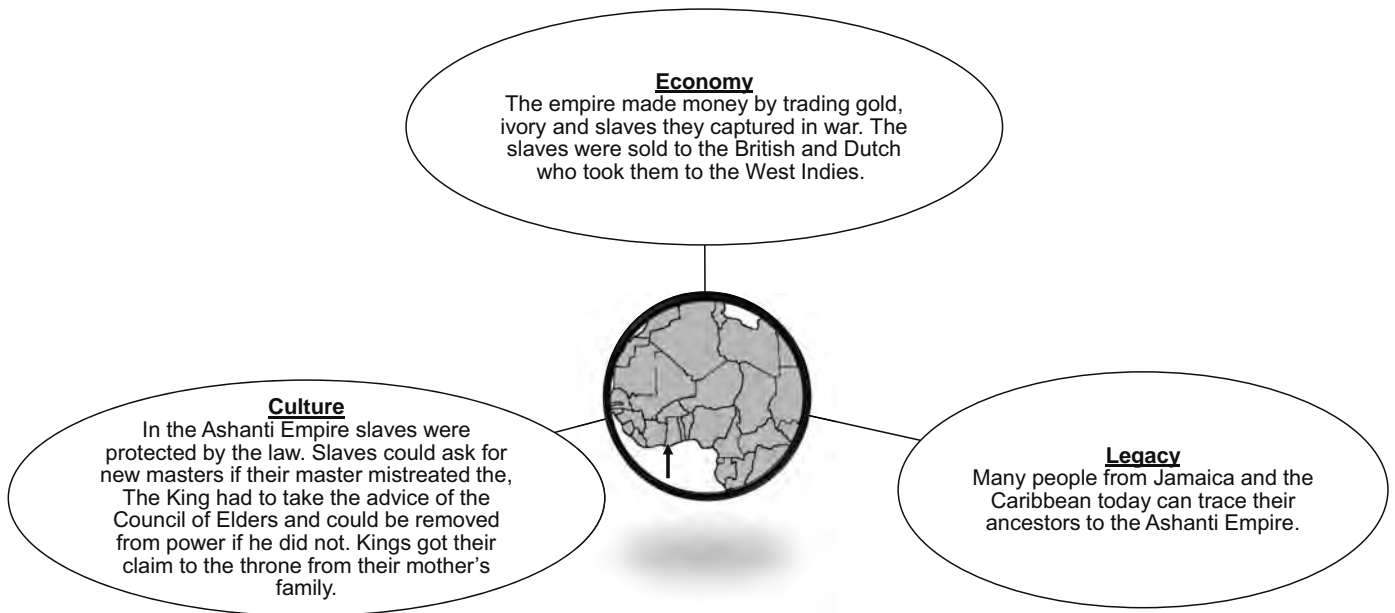 Economy
The empire made money by trading gold,
ivory and slaves they captured in war. The
slaves were sold to the British and Dutch
who took them to the West Indies.
Culture
In the Ashanti Empire slaves were
protected by the law. Slaves could ask for
new masters if their master mistreated the,
The King had to take the advice of the
Council of Elders and could be removed
from power if he did not. Kings got their
claim to the throne from their mother’s
family.
Legacy
Many people from Jamaica and the
Caribbean today can trace their
ancestors to the Ashanti Empire.